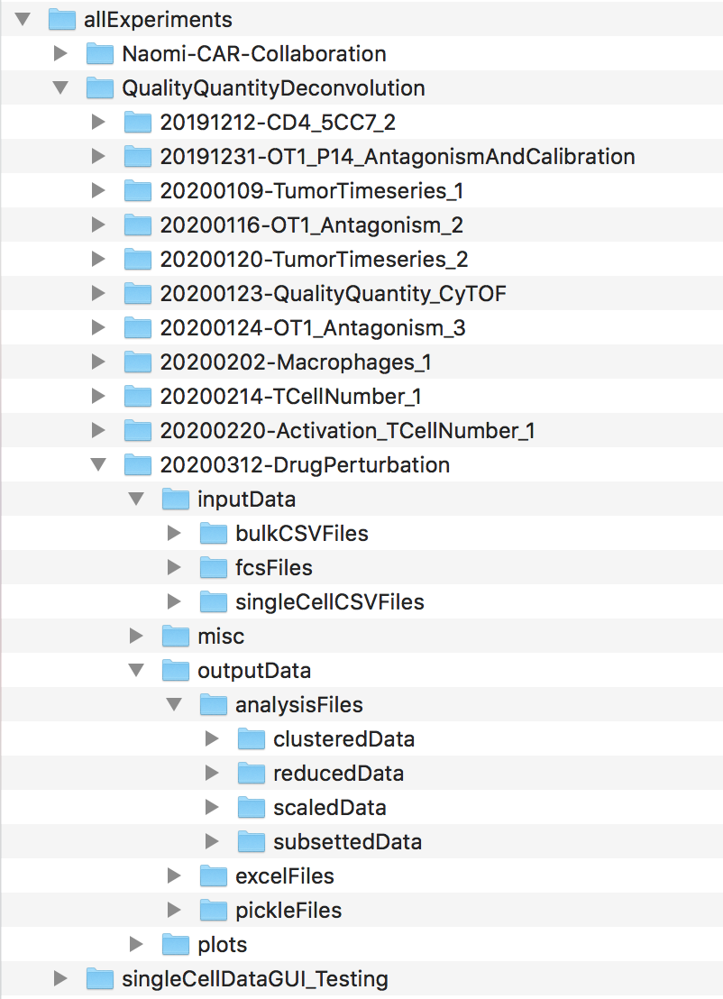 allExperiments
Naomi-CAR-Collaboration
QualityQuantityDeconvolution
20191212-CD4_5CC7_2
20191231-OT1_P14_AntagonismAndCalibration
20200109-TumorTimeseries_1
20200116-OT1_Antagonism_2
20200120-TumorTimeseries_2
20200123-QualityQuantity_CyTOF
20200124-OT1_Antagonism_3
20200202-Macrophages_1
20200214-TCellNumber_1
20200220-Activation_TCellNumber_1
20200312-DrugPerturbation
inputData
bulkCSVFiles
fcsFiles
singleCellCSVFiles
misc
outputData
analysisFiles
clusteredData
reducedData
scaledData
subsettedData
excelFiles
pickleFiles
plots
singleCellDataGUI_Testing